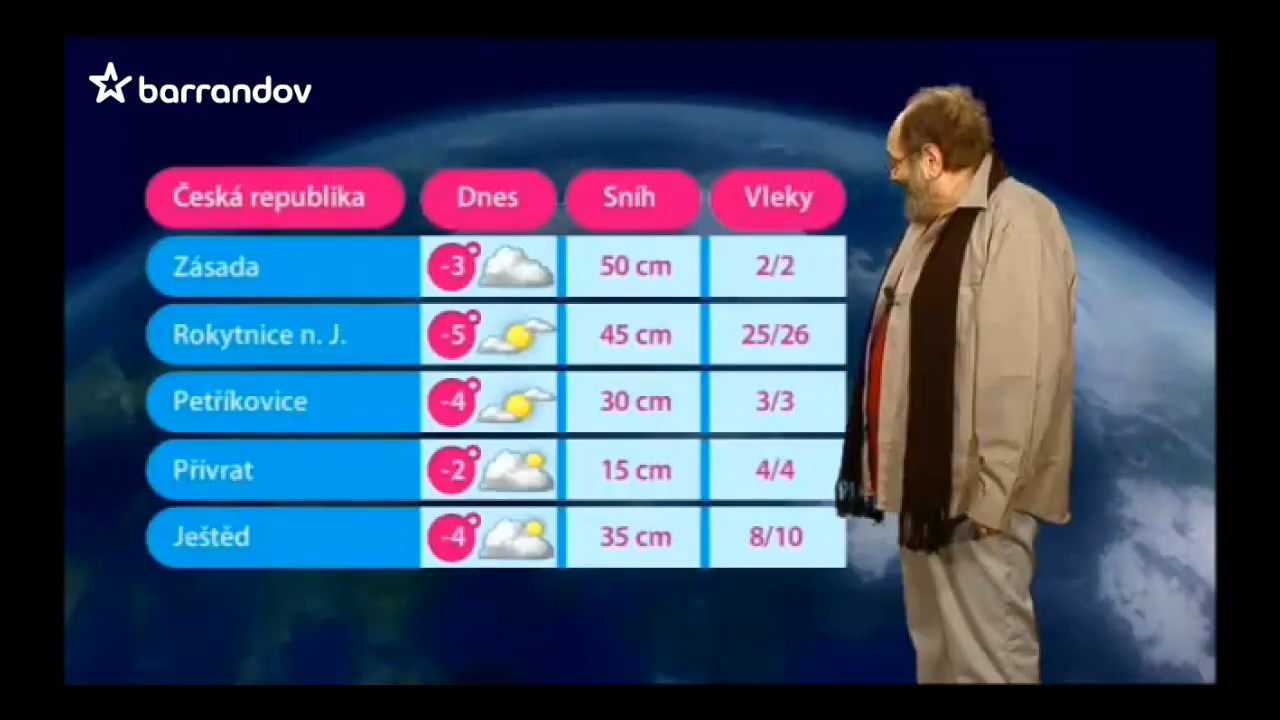 barrandov
Česká republika Dnes Sníh Vleky
Zásada -3° 50 cm 2/2
Rokytnice n. J. -5° 45 cm 25/26
Petříkovice -4° 30 cm 3/3
Přívrat -2° 15 cm 4/4
Ještěd -4° 35 cm 8/10